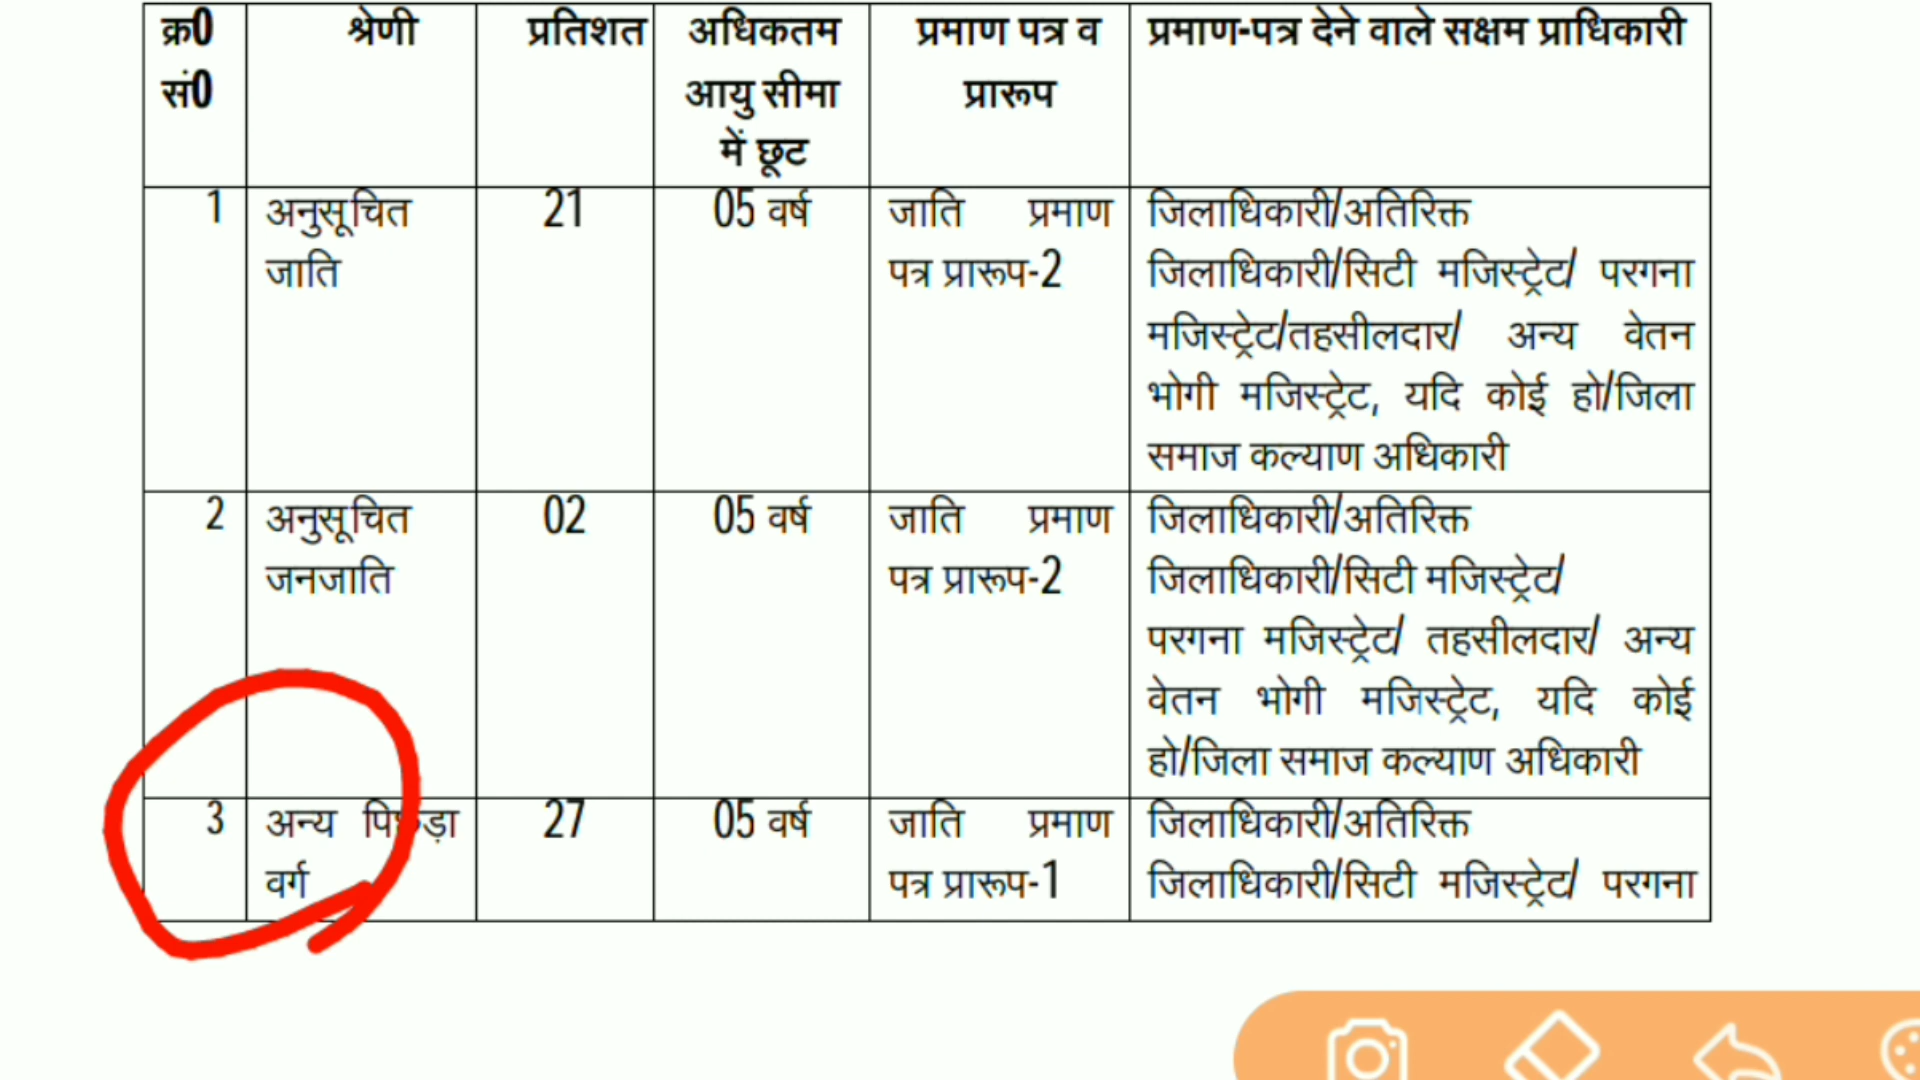 क्र0 श्रेणी प्रतिशत अधिकतम प्रमाण पत्र व प्रमाण-पत्र देने वाले सक्षम प्राधिकारी
सं0 आयु सीमा प्रारूप
में छूट
1 अनुसूचित 21 05 वर्ष जाति प्रमाण जिलाधिकारी/अतिरिक्त
जाति पत्र प्रारूप-2 जिलाधिकारी/सिटी मजिस्ट्रेट/ परगना
मजिस्ट्रेट/तहसीलदार/ अन्य वेतन
भोगी मजिस्ट्रेट, यदि कोई हो/जिला
समाज कल्याण अधिकारी
2 अनुसूचित 02 05 वर्ष जाति प्रमाण जिलाधिकारी/अतिरिक्त
जनजाति पत्र प्रारूप-2 जिलाधिकारी/सिटी मजिस्ट्रेट/
परगना मजिस्ट्रेट/ तहसीलदार/ अन्य
वेतन भोगी मजिस्ट्रेट, यदि कोई
हो/जिला समाज कल्याण अधिकारी
3 अन्य पिछड़ा 27 05 वर्ष जाति प्रमाण जिलाधिकारी/अतिरिक्त
वर्ग पत्र प्रारूप-1 जिलाधिकारी/सिटी मजिस्ट्रेट/ परगना